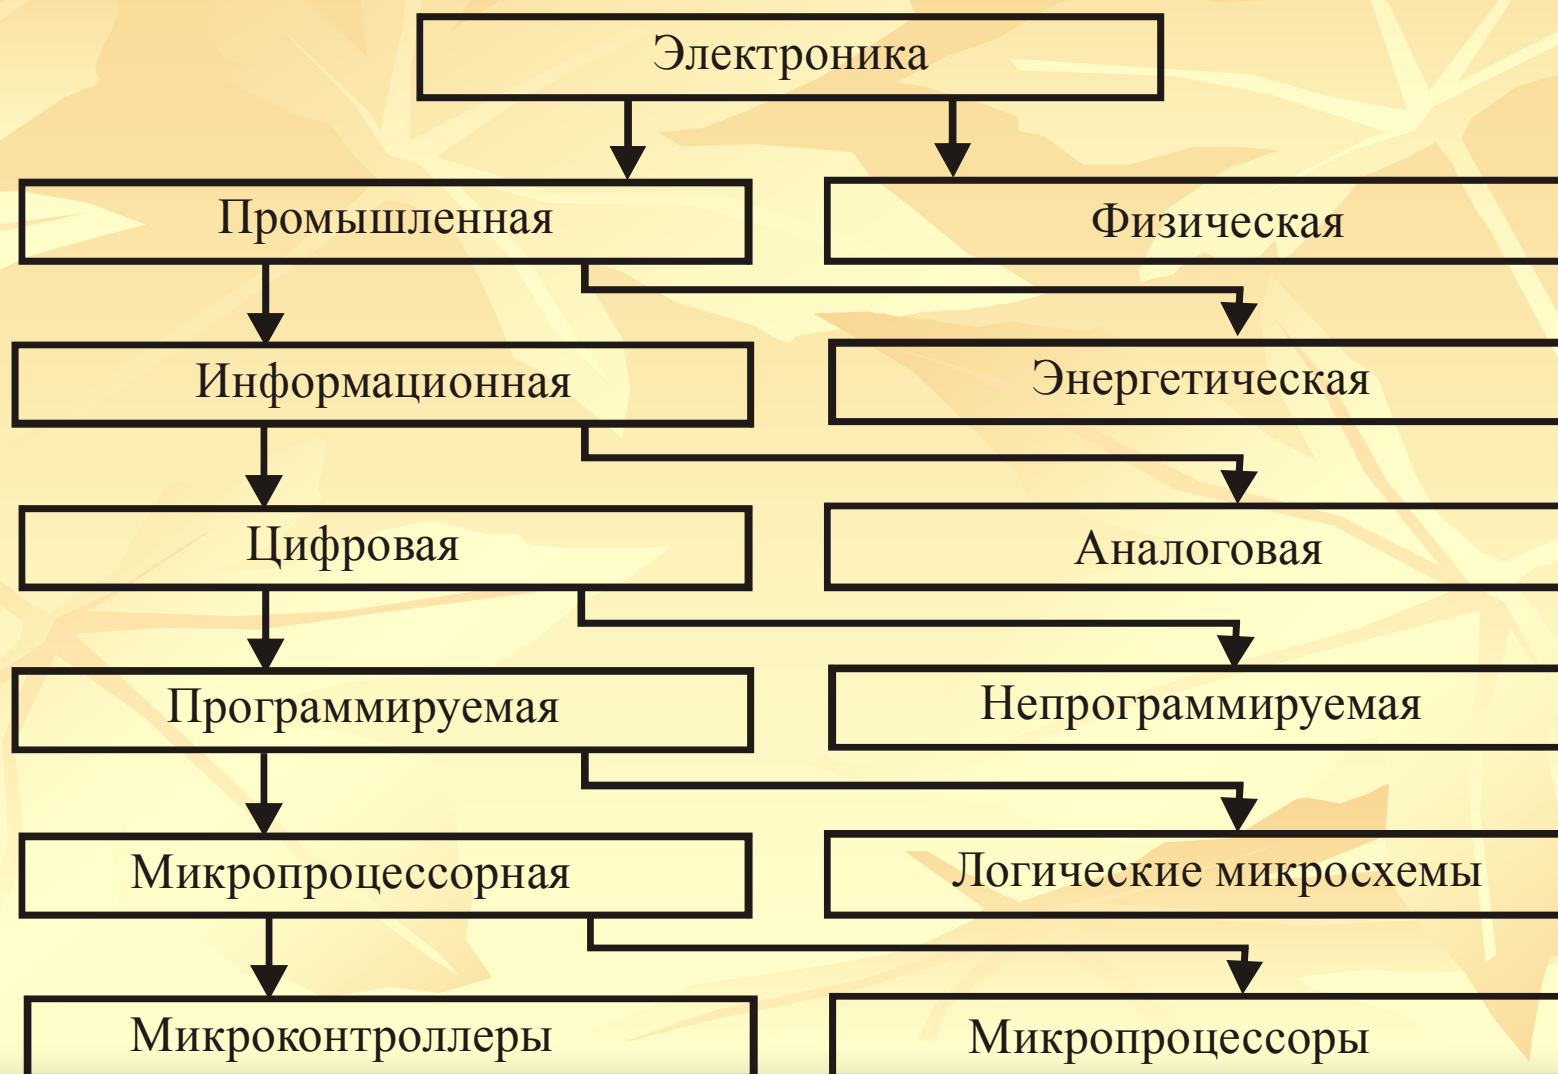 Электроника
Промышленная
Физическая
Информационная
Энергетическая
Цифровая
Аналоговая
Программируемая
Непрограммируемая
Микропроцессорная
Логические микросхемы
Микроконтроллеры
Микропроцессоры